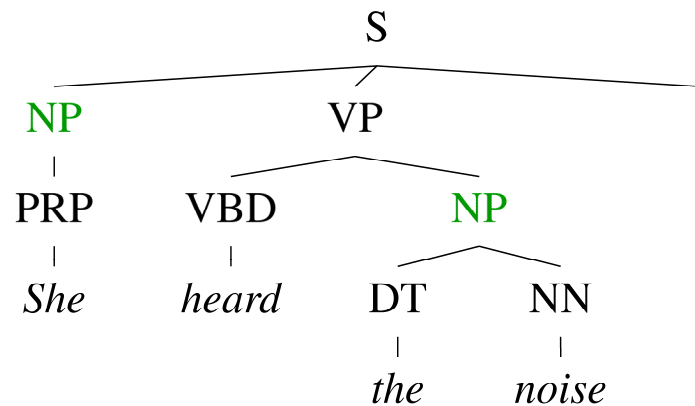 S
NP VP
PRP VBD NP
She heard DT NN
the noise